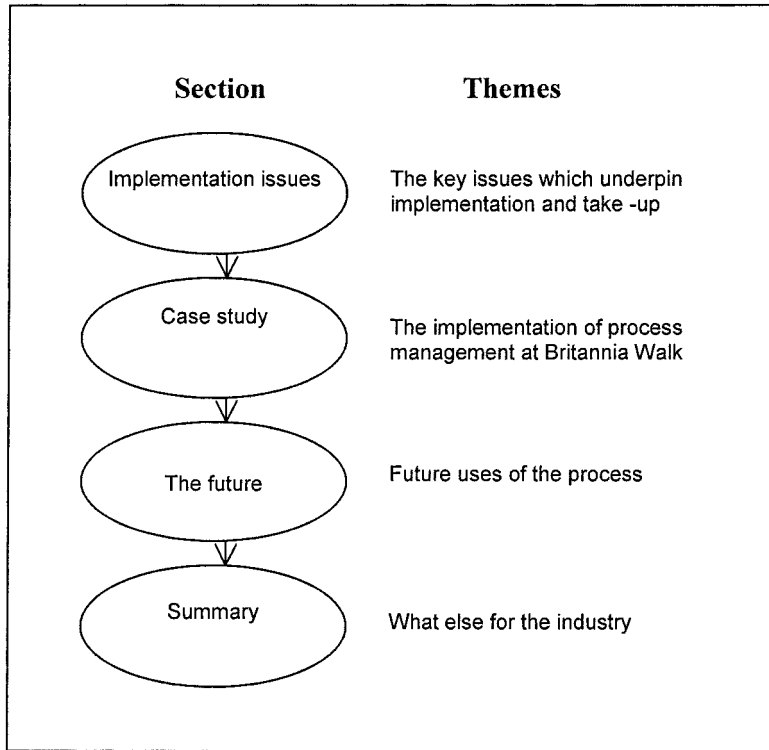 Section Themes
Implementation issues
The key issues which underpin
implementation and take -up
Case study
The implementation of process
management at Britannia Walk
The future
Future uses of the process
Summary
What else for the industry